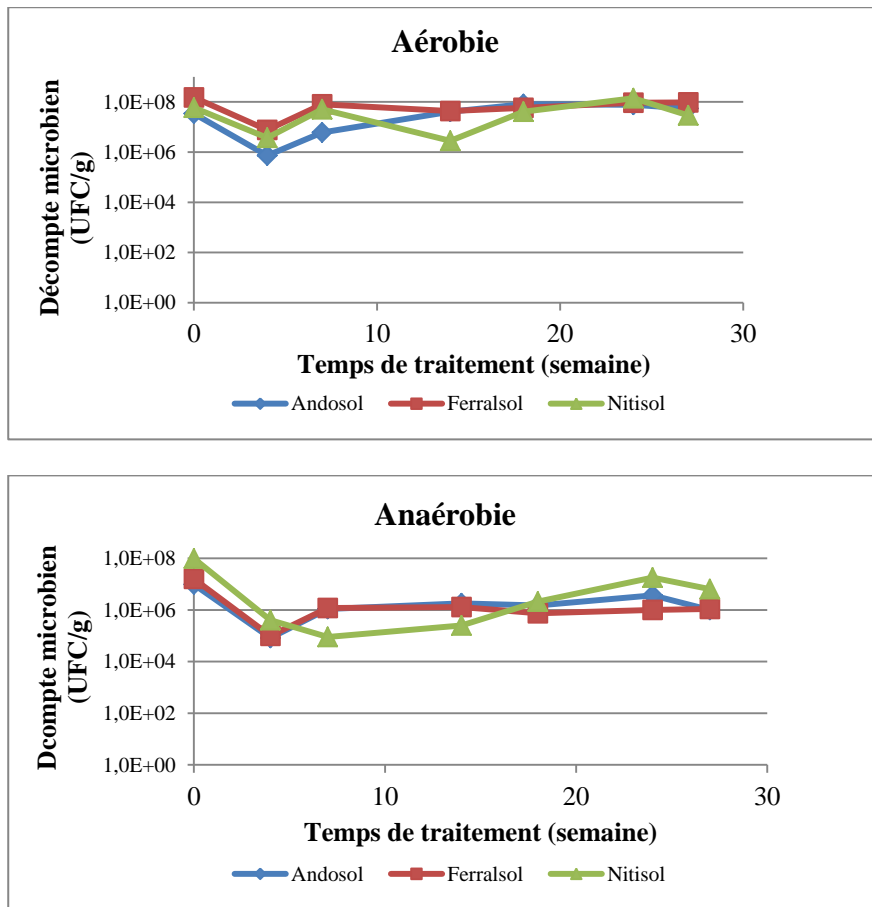 Aérobie
Décompte microbien
(UFC/g)
1,0E+08
1,0E+06
1,0E+04
1,0E+02
1,0E+00
0 10 20 30
Temps de traitement (semaine)
Andosol Ferralsol Nitisol
Anaérobie
Dcompte microbien
(UFC/g)
1,0E+08
1,0E+06
1,0E+04
1,0E+02
1,0E+00
0 10 20 30
Temps de traitement (semaine)
Andosol Ferralsol Nitisol